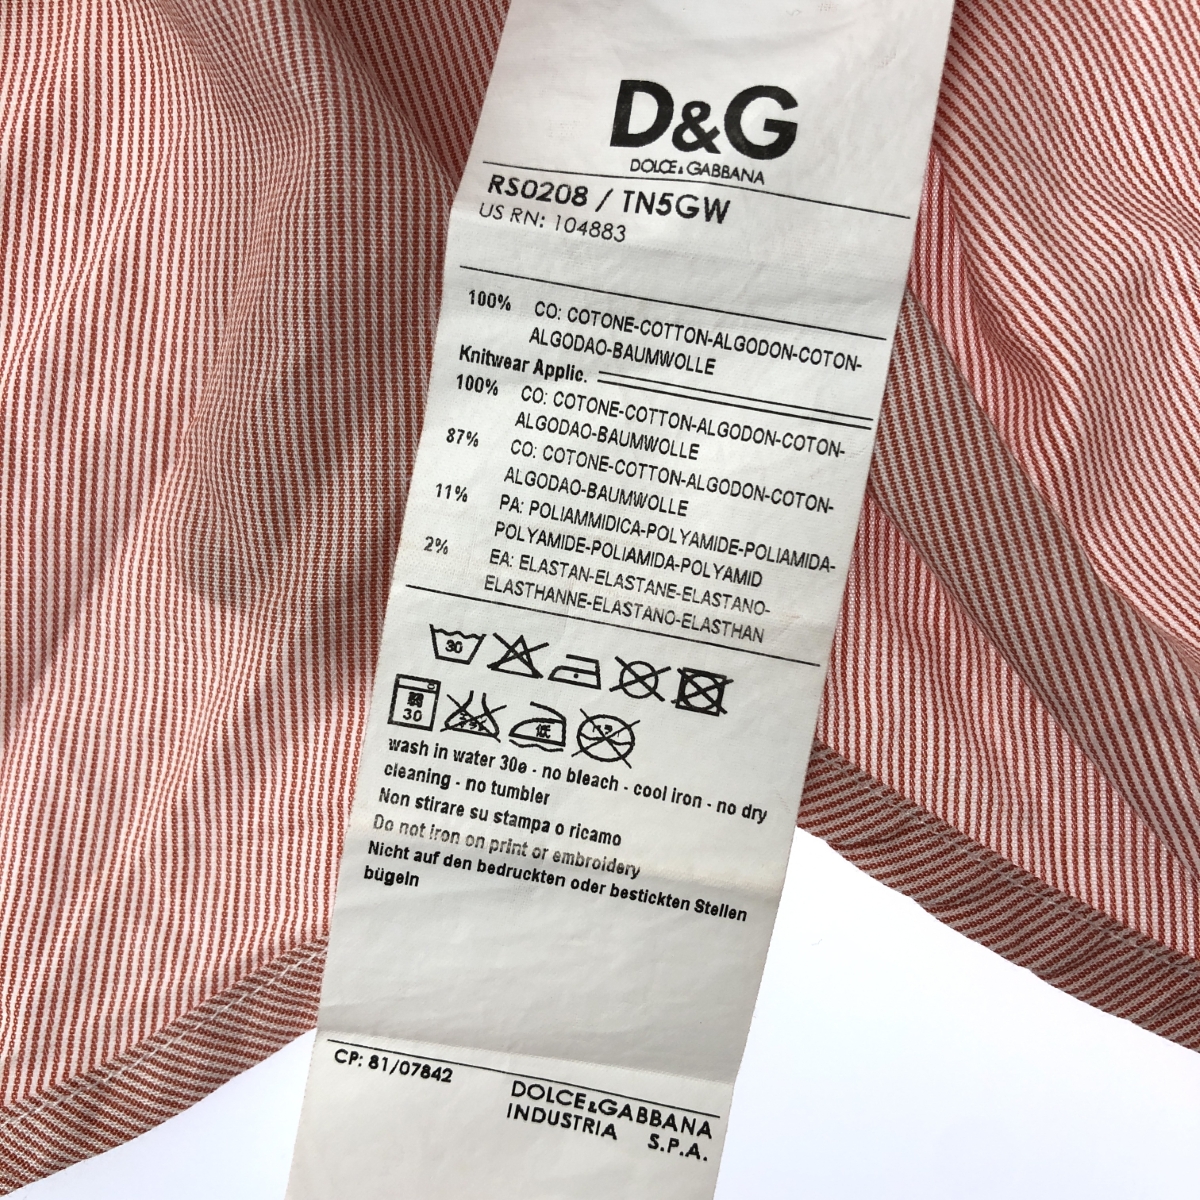 D&G
DOLCE&GABBANA
RS0208 / TN5GW
US RN: 104883
100% CO: COTONE-COTTON-ALGODON-COTON-
ALGODAO-BAUMWOLLE
Knitwear Applic.
100% CO: COTONE-COTTON-ALGODON-COTON-
ALGODAO-BAUMWOLLE
87% CO: COTONE-COTTON-ALGODON-COTON-
ALGODAO-BAUMWOLLE
11% PA: POLIAMMIDICA-POLYAMIDE-POLIAMIDA-
POLYAMIDE-POLIAMIDA-POLYAMID
2% EA: ELASTAN-ELASTANE-ELASTANO-
ELASTHANNE-ELASTANO-ELASTHAN
30
30 低
wash in water 30e - no bleach - cool iron - no dry
cleaning - no tumbler
Non stirare su stampa o ricamo
Do not iron on print or embroidery
Nicht auf den bedruckten oder bestickten Stellen
bügeln
CP: 81/07842
DOLCE&GABBANA
INDUSTRIA S.P.A.